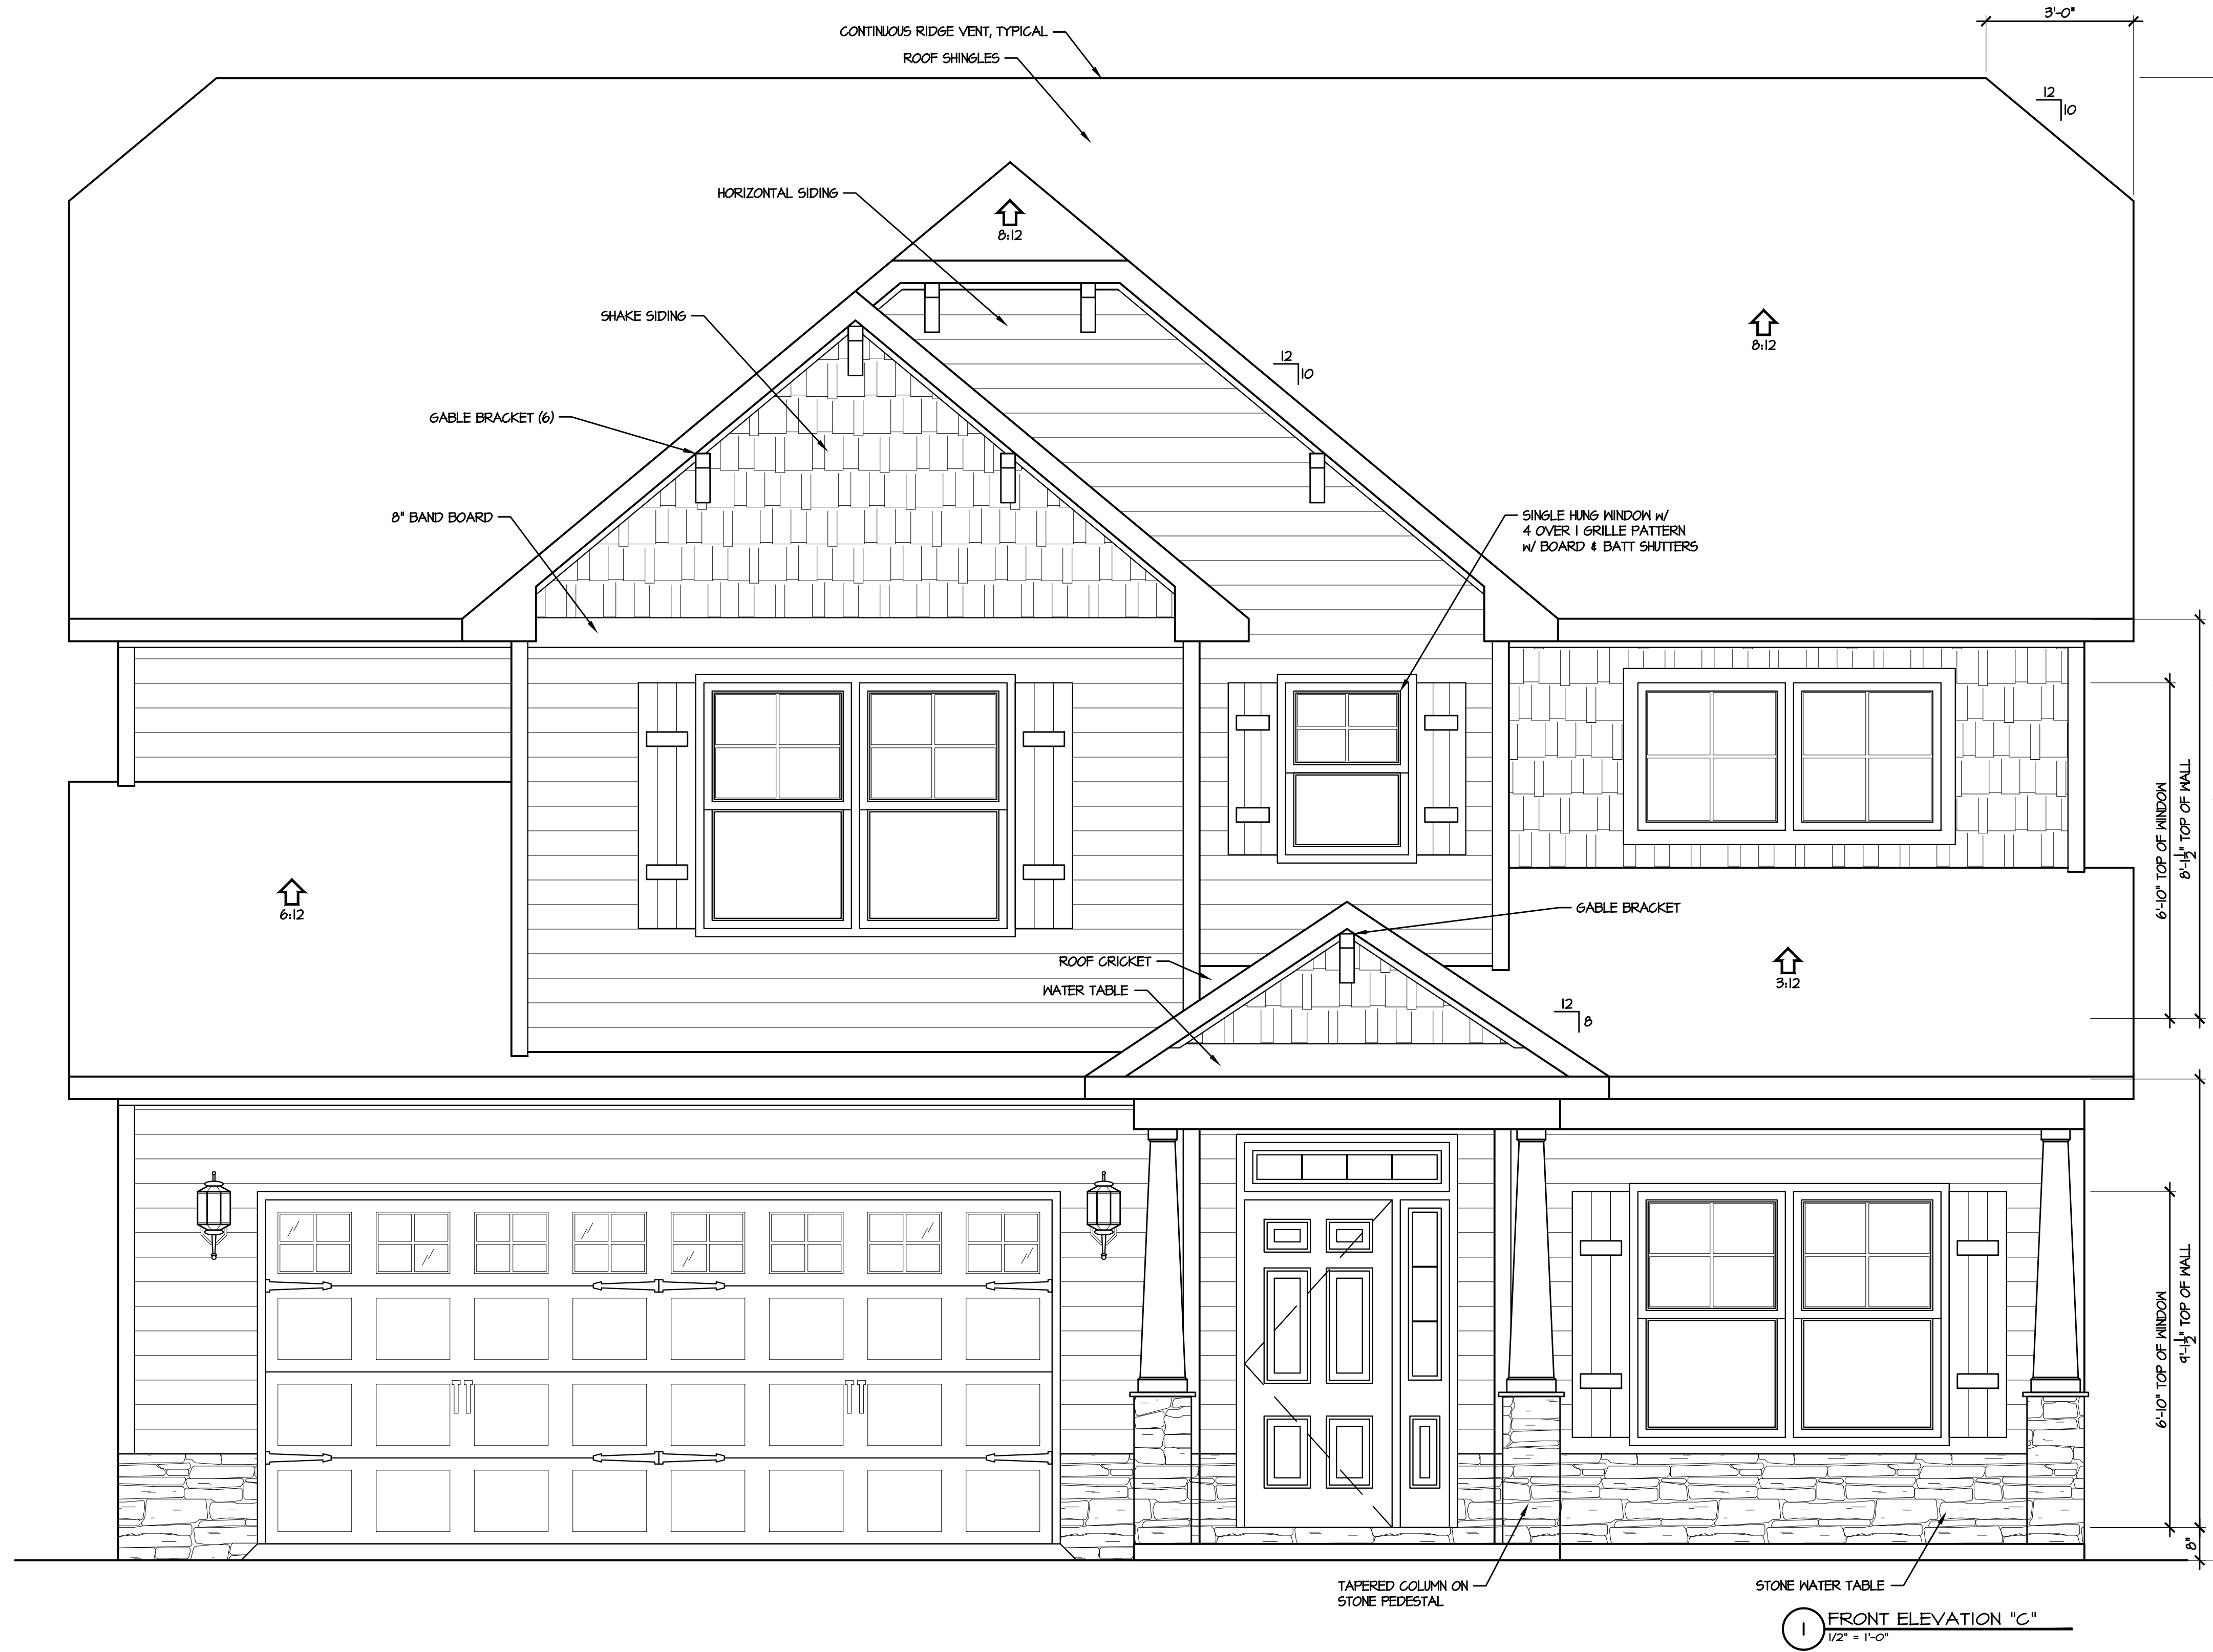 3'-0"
CONTINUOUS RIDGE VENT, TYPICAL
ROOF SHINGLES
12
10
HORIZONTAL SIDING
8:12
SHAKE SIDING
8:12
12
10
GABLE BRACKET (6)
8" BAND BOARD
SINGLE HUNG WINDOW w/
4 OVER 1 GRILLE PATTERN
w/ BOARD & BATT SHUTTERS
6'-10" TOP OF WINDOW
8'-1 1/2" TOP OF WALL
6:12
GABLE BRACKET
ROOF CRICKET
WATER TABLE
3:12
12
8
6'-10" TOP OF WINDOW
9'-1 1/2" TOP OF WALL
8"
TAPERED COLUMN ON
STONE PEDESTAL
STONE WATER TABLE
1
FRONT ELEVATION "C"
1/2" = 1'-0"